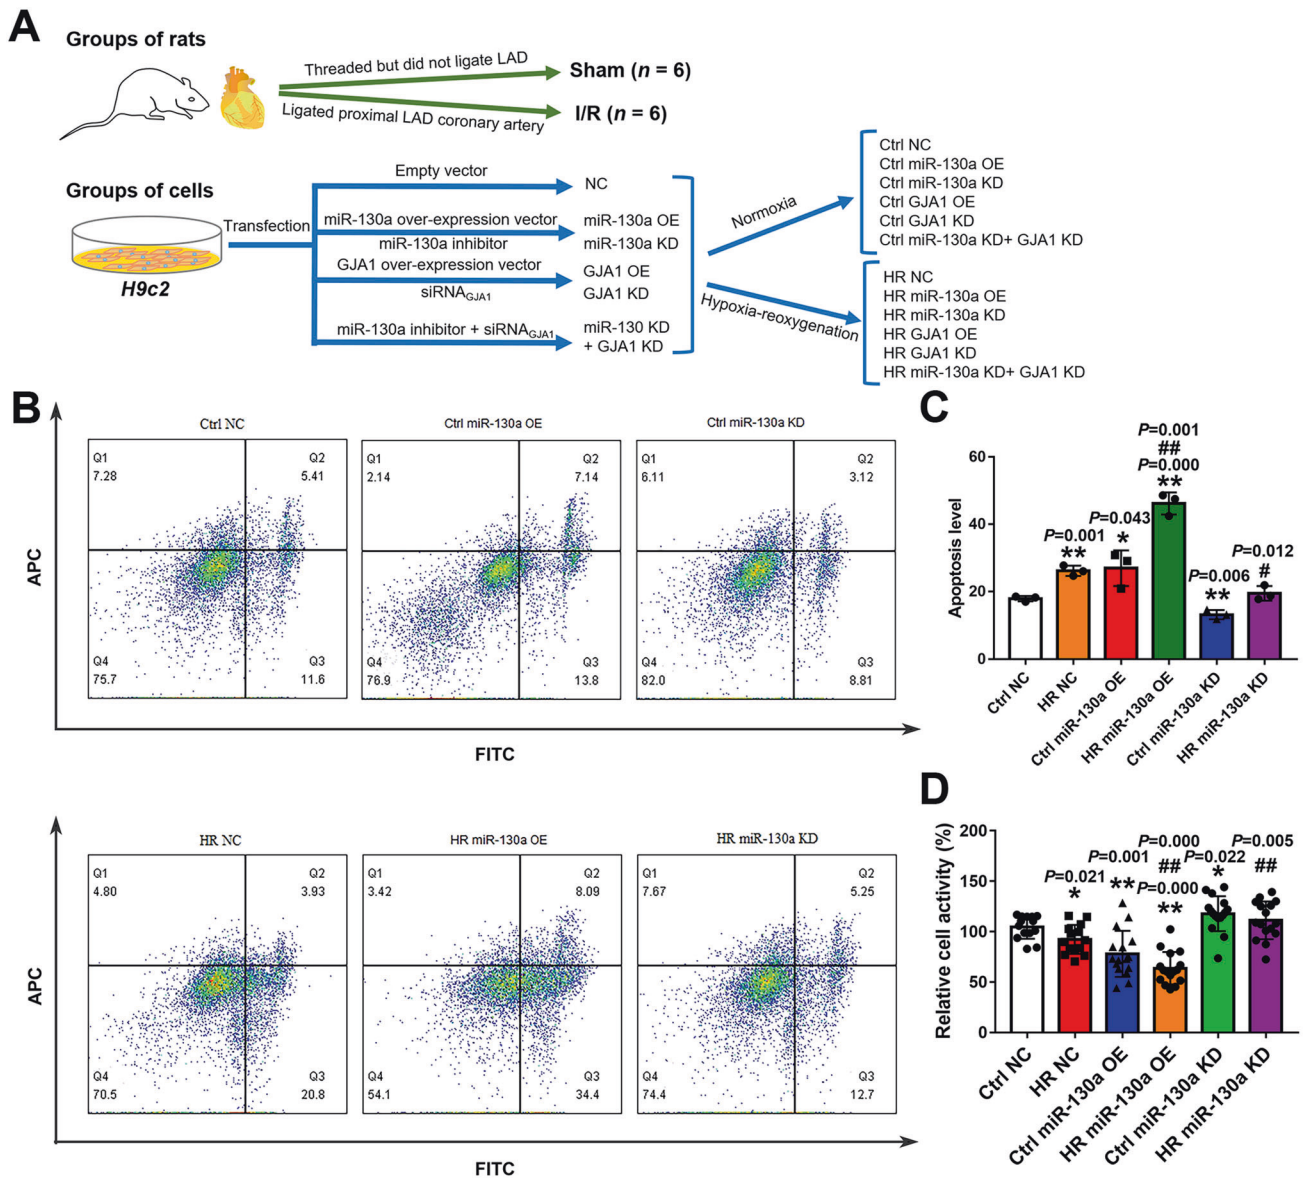 A
Groups of rats
Threaded but did not ligate LAD
Sham (n = 6)
Ligated proximal LAD coronary artery
I/R (n = 6)
Groups of cells
H9c2
Transfection
Empty vector
NC
miR-130a over-expression vector
miR-130a OE
miR-130a inhibitor
miR-130a KD
GJA1 over-expression vector
GJA1 OE
siRNAGJA1
GJA1 KD
miR-130a inhibitor + siRNAGJA1
miR-130 KD
+ GJA1 KD
Normoxia
Hypoxia-reoxygenation
Ctrl NC
Ctrl miR-130a OE
Ctrl miR-130a KD
Ctrl GJA1 OE
Ctrl GJA1 KD
Ctrl miR-130a KD+ GJA1 KD
HR NC
HR miR-130a OE
HR miR-130a KD
HR GJA1 OE
HR GJA1 KD
HR miR-130a KD+ GJA1 KD
B
APC
Ctrl NC
Q1
7.28
Q2
5.41
Q4
75.7
Q3
11.6
Ctrl miR-130a OE
Q1
2.14
Q2
7.14
Q4
76.9
Q3
13.8
Ctrl miR-130a KD
Q1
6.11
Q2
3.12
Q4
82.0
Q3
8.81
FITC
APC
HR NC
Q1
4.80
Q2
3.93
Q4
70.5
Q3
20.8
HR miR-130a OE
Q1
3.42
Q2
8.09
Q4
54.1
Q3
34.4
HR miR-130a KD
Q1
7.67
Q2
5.25
Q4
74.4
Q3
12.7
FITC
C
Apoptosis level
60
40
20
0
P=0.001
**
P=0.043
*
P=0.001
##
P=0.000
**
P=0.006
**
P=0.012
#
Ctrl NC
HR NC
Ctrl miR-130a OE
HR miR-130a OE
Ctrl miR-130a KD
HR miR-130a KD
D
Relative cell activity (%)
200
150
100
50
0
P=0.021
*
P=0.001
**
P=0.000
##
P=0.000
**
P=0.022
*
P=0.005
##
Ctrl NC
HR NC
Ctrl miR-130a OE
HR miR-130a OE
Ctrl miR-130a KD
HR miR-130a KD